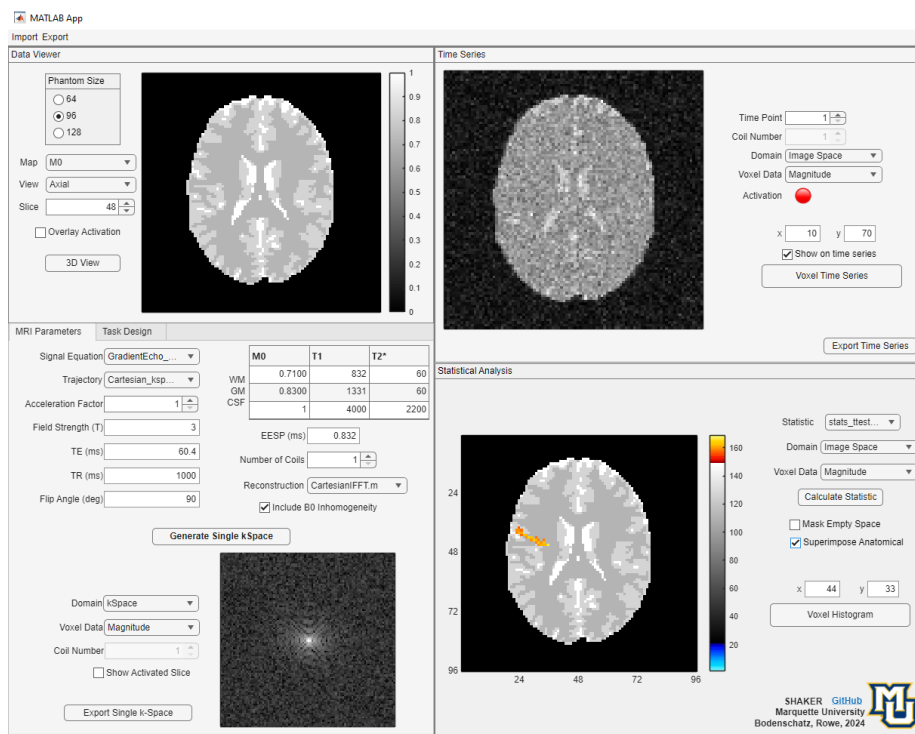 MATLAB App
Import Export
Data Viewer
Phantom Size
64
96
128
Map M0
View Axial
Slice 48
Overlay Activation
3D View
1
0.9
0.8
0.7
0.6
0.5
0.4
0.3
0.2
0.1
0
Time Series
Time Point 1
Coil Number 1
Domain Image Space
Voxel Data Magnitude
Activation
x 10 y 70
Show on time series
Voxel Time Series
Export Time Series
MRI Parameters Task Design
Signal Equation GradientEcho_...
Trajectory Cartesian_ksp...
Acceleration Factor 1
Field Strength (T) 3
TE (ms) 60.4
TR (ms) 1000
Flip Angle (deg) 90
M0 T1 T2*
WM 0.7100 832 60
GM 0.8300 1331 60
CSF 1 4000 2200
EESP (ms) 0.832
Number of Coils 1
Reconstruction CartesianIFFT.m
Include B0 Inhomogeneity
Generate Single kSpace
Domain kSpace
Voxel Data Magnitude
Coil Number 1
Show Activated Slice
Export Single k-Space
Statistical Analysis
24
48
72
96
24 48 72 96
160
140
120
100
80
60
40
20
Statistic stats_ttest...
Domain Image Space
Voxel Data Magnitude
Calculate Statistic
Mask Empty Space
Superimpose Anatomical
x 44 y 33
Voxel Histogram
SHAKER GitHub
Marquette University
Bodenschatz, Rowe, 2024
MU